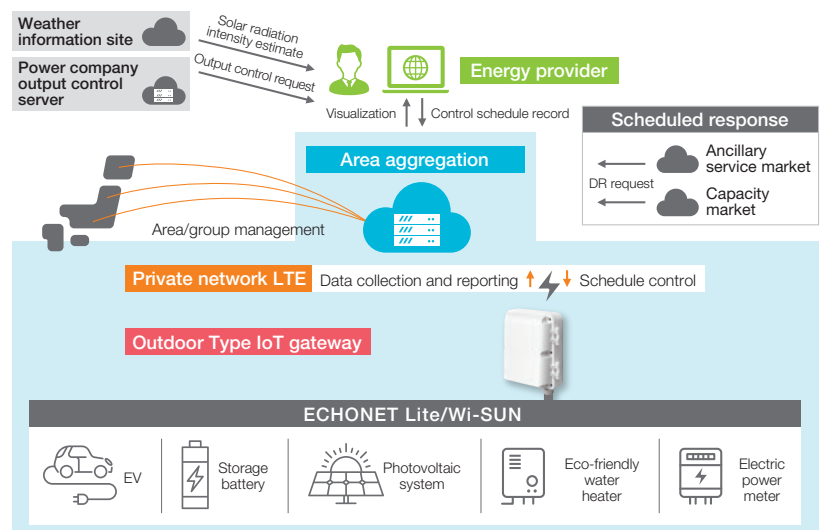 Weather
information site
Solar radiation
intensity estimate
Power company
output control
server
Output control request
Energy provider
Visualization
Control schedule record
Scheduled response
Ancillary
service market
DR request
Capacity
market
Area aggregation
Area/group management
Private network LTE
Data collection and reporting
Schedule control
Outdoor Type IoT gateway
ECHONET Lite/Wi-SUN
EV
Storage
battery
Photovoltaic
system
Eco-friendly
water
heater
Electric
power
meter